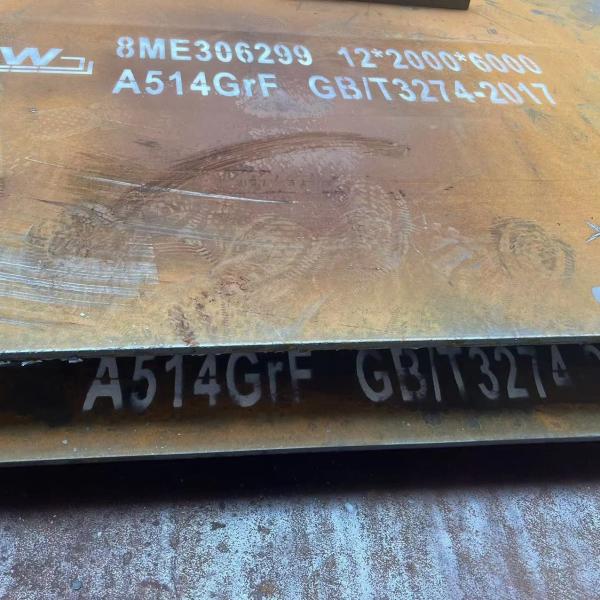 W
8ME306299 12*2000*6000
A514GrF GB/T3274-2017
A514GrF GB/T3274